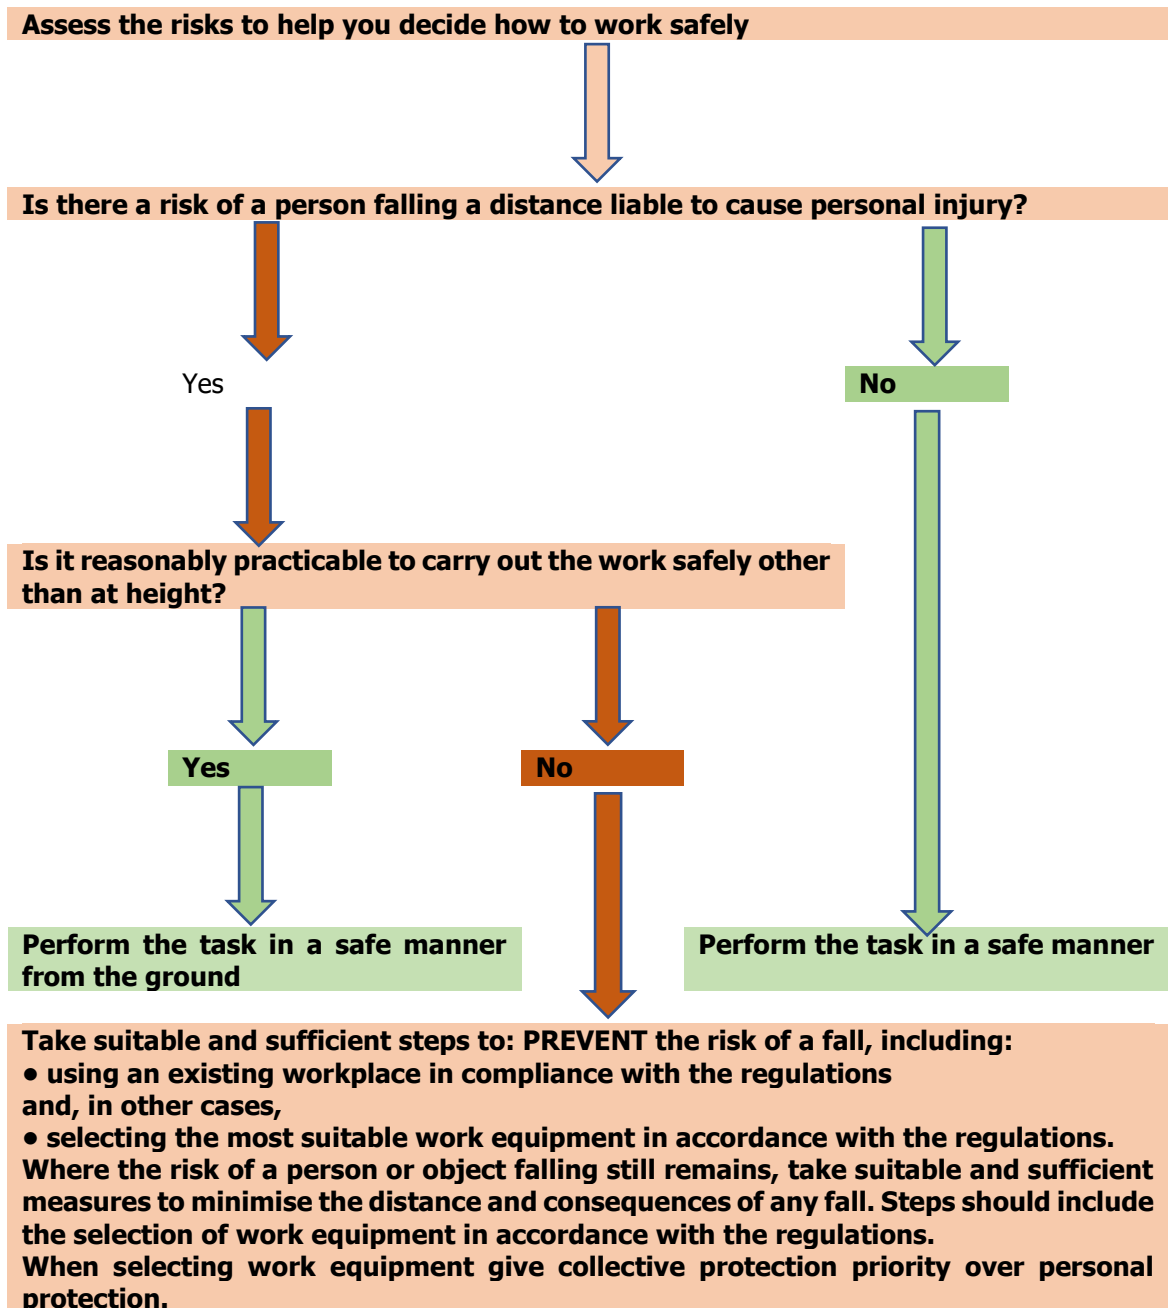 Assess the risks to help you decide how to work safely
Is there a risk of a person falling a distance liable to cause personal injury?
Yes
No
Is it reasonably practicable to carry out the work safely other
than at height?
Yes
No
Perform the task in a safe manner
from the ground
Perform the task in a safe manner
Take suitable and sufficient steps to: PREVENT the risk of a fall, including:
● using an existing workplace in compliance with the regulations
and, in other cases,
● selecting the most suitable work equipment in accordance with the regulations.
Where the risk of a person or object falling still remains, take suitable and sufficient
measures to minimise the distance and consequences of any fall. Steps should include
the selection of work equipment in accordance with the regulations.
When selecting work equipment give collective protection priority over personal
protection.